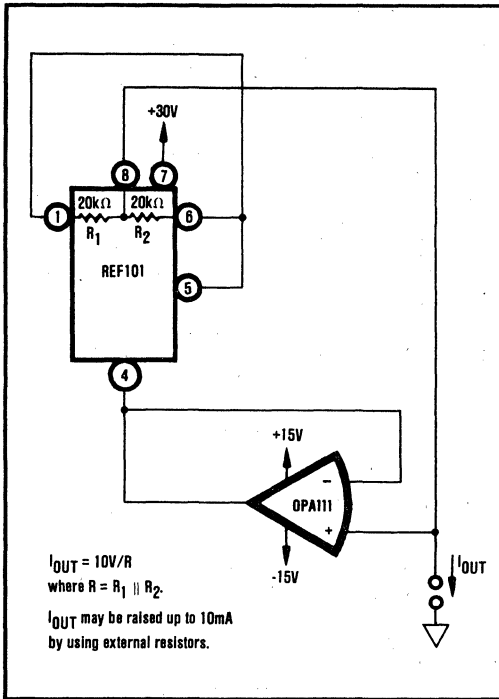 +30V
8
7
1
20kΩ
20kΩ
6
R1
R2
REF101
5
4
+15V
−
OPA111
+
IOUT
-15V
IOUT = 10V/R
where R = R1 || R2.
IOUT may be raised up to 10mA
by using external resistors.